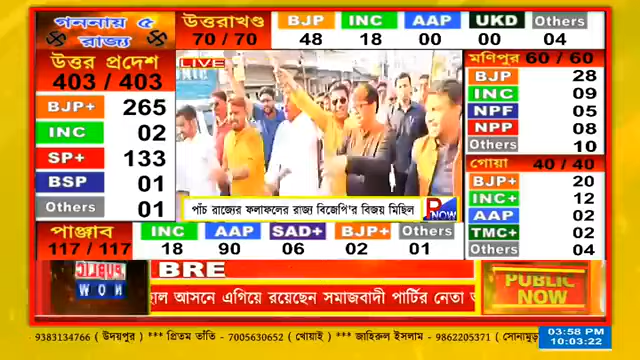 গননায় ৫
রাজ্য
উত্তর প্রদেশ
403 / 403
BJP+ 265
INC 02
SP+ 133
BSP 01
Others 01
উত্তরাখণ্ড
70 / 70
BJP INC AAP UKD Others
48 18 00 00 04
LIVE
মণিপুর 60 / 60
BJP 28
INC 09
NPF 05
NPP 08
Others 10
গোয়া 40 / 40
BJP+ 20
INC+ 12
AAP 02
TMC+ 02
Others 04
পাঁচ রাজ্যের ফলাফলের রাজ্য বিজেপি'র বিজয় মিছিল
NOW
পাঞ্জাব
117 / 117
INC AAP SAD+ BJP+ Others
18 90 06 02 01
PUBLIC
NOW
BRE
আসনে এগিয়ে রয়েছেন সমাজবাদী পার্টির নেতা
PUBLIC
NOW
9383134766 ( উদয়পুর ) *** প্রিতম তাঁতি - 7005630652 ( খোয়াই ) *** জাহিরুল ইসলাম - 9862205371 ( সোনামুড়
03:58 PM
10:03:22